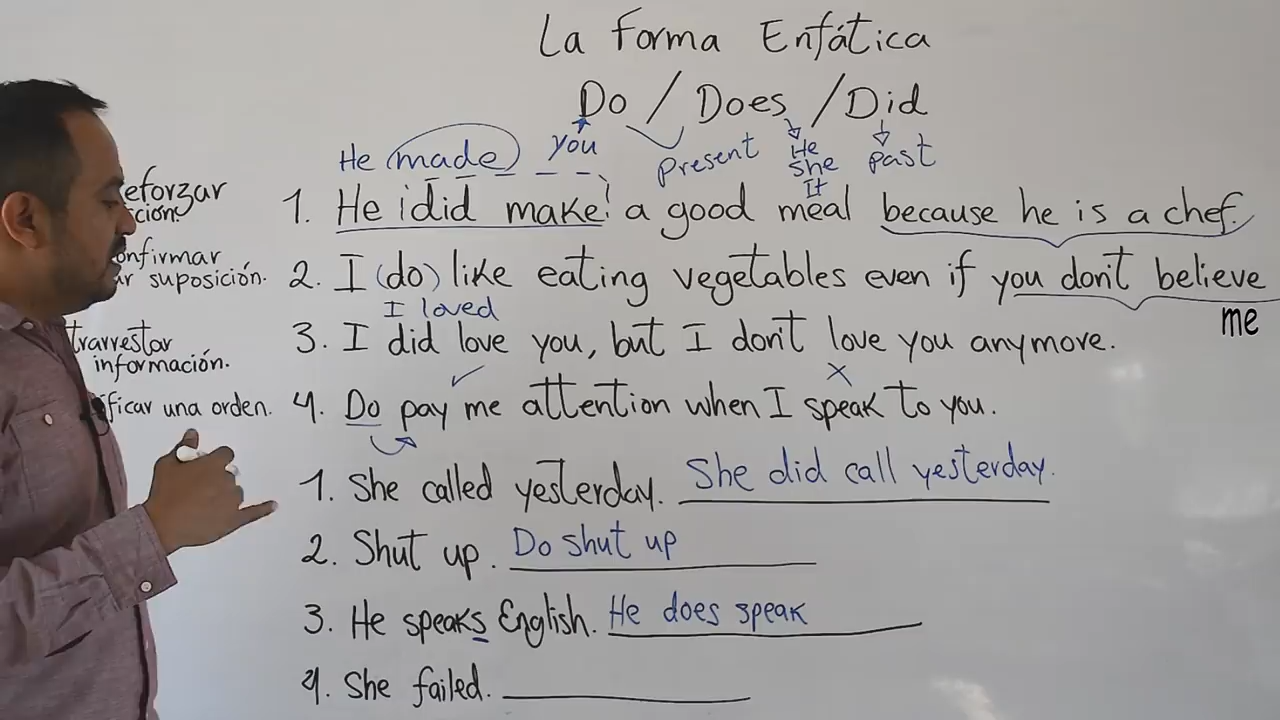 La Forma Enfática
Do / Does / Did
He made you present He She It past
eforzar
ción.
1. He did make a good meal because he is a chef.
onfirmar
ar suposición.
2. I (do) like eating vegetables even if you don't believe me
I loved
trarrestar
información.
3. I did love you, but I don't love you anymore.
ficar una orden.
4. Do pay me attention when I speak to you.
1. She called yesterday. She did call yesterday.
2. Shut up. Do shut up
3. He speaks English. He does speak
4. She failed.